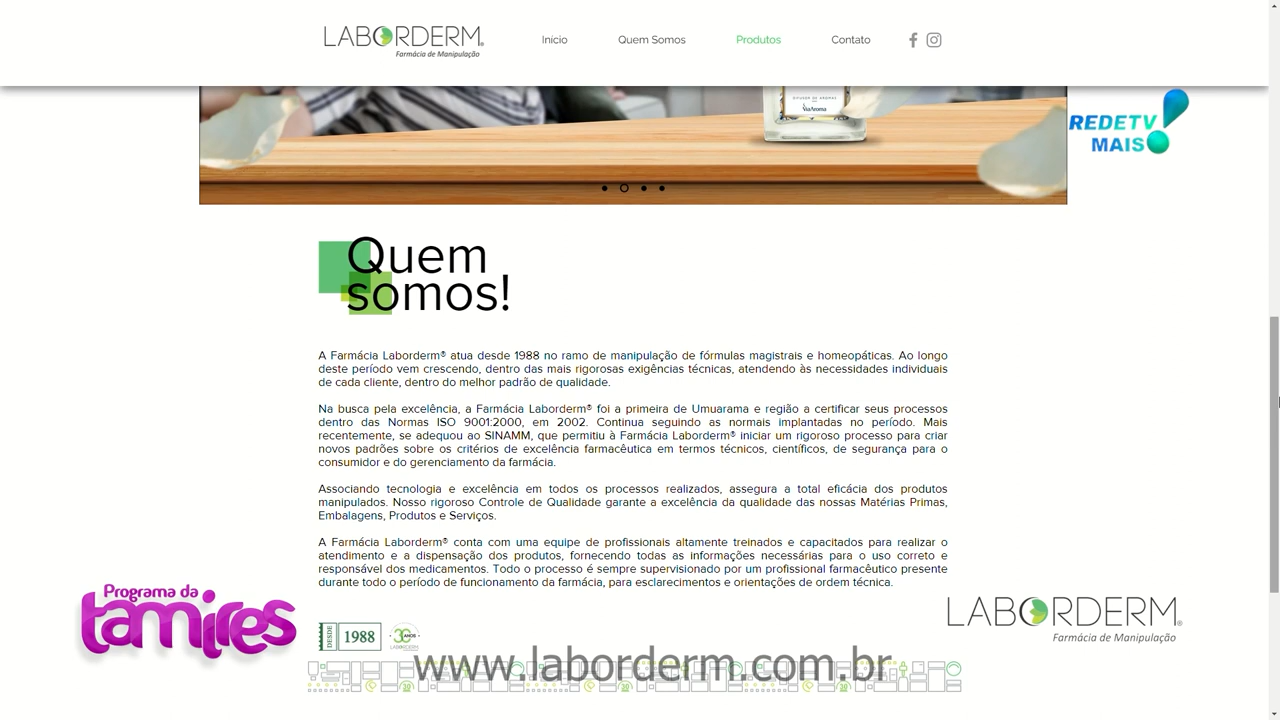 LABORDERM®
Farmácia de Manipulação
Início
Quem Somos
Produtos
Contato
DIFUSOR DE AROMAS
ViaAroma
REDETV!
MAIS
Quem
somos!
A Farmácia Laborderm® atua desde 1988 no ramo de manipulação de fórmulas magistrais e homeopáticas. Ao longo
deste período vem crescendo, dentro das mais rigorosas exigências técnicas, atendendo às necessidades individuais
de cada cliente, dentro do melhor padrão de qualidade.
Na busca pela excelência, a Farmácia Laborderm® foi a primeira de Umuarama e região a certificar seus processos
dentro das Normas ISO 9001:2000, em 2002. Continua seguindo as normais implantadas no período. Mais
recentemente, se adequou ao SINAMM, que permitiu à Farmácia Laborderm® iniciar um rigoroso processo para criar
novos padrões sobre os critérios de excelência farmacêutica em termos técnicos, científicos, de segurança para o
consumidor e do gerenciamento da farmácia.
Associando tecnologia e excelência em todos os processos realizados, assegura a total eficácia dos produtos
manipulados. Nosso rigoroso Controle de Qualidade garante a excelência da qualidade das nossas Matérias Primas,
Embalagens, Produtos e Serviços.
A Farmácia Laborderm® conta com uma equipe de profissionais altamente treinados e capacitados para realizar o
atendimento e a dispensação dos produtos, fornecendo todas as informações necessárias para o uso correto e
responsável dos medicamentos. Todo o processo é sempre supervisionado por um profissional farmacêutico presente
durante todo o período de funcionamento da farmácia, para esclarecimentos e orientações de ordem técnica.
Programa da
tamires
LABORDERM®
Farmácia de Manipulação
DESDE
1988
30 ANOS
LABORDERM
www.laborderm.com.br